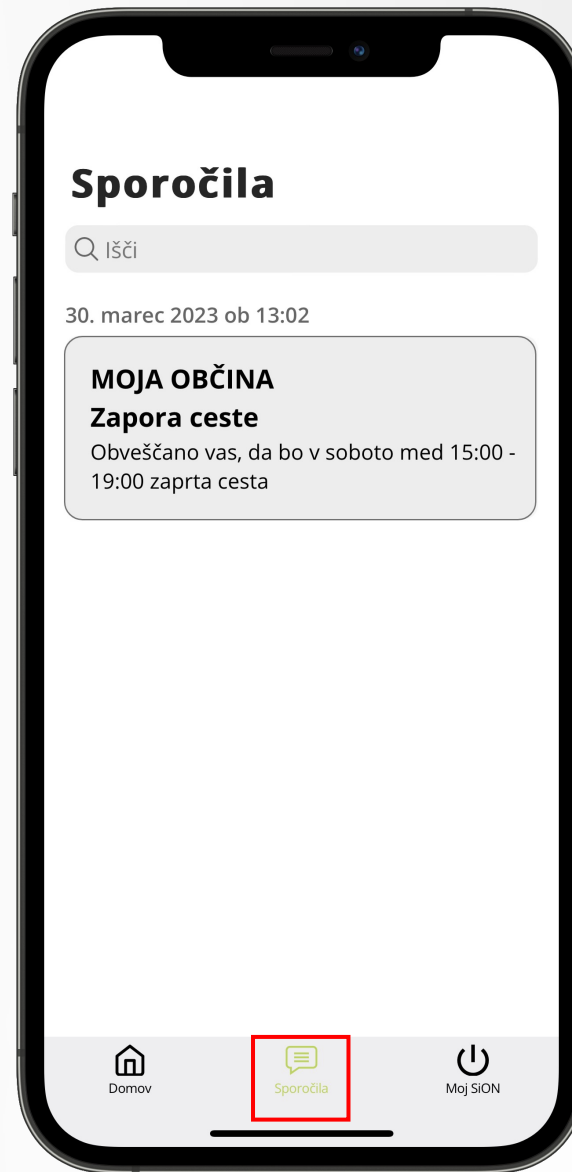 Sporočila
Išči
30. marec 2023 ob 13:02
MOJA OBČINA
Zapora ceste
Obveščano vas, da bo v soboto med 15:00 -
19:00 zaprta cesta
Domov
Sporočila
Moj SiON